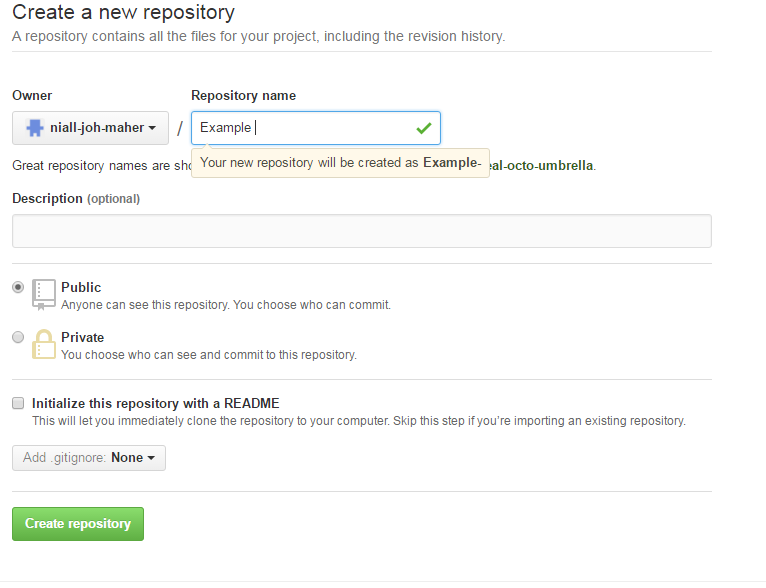 Create a new repository
A repository contains all the files for your project, including the revision history.
Owner Repository name
niall-joh-maher / Example
Great repository names are Your new repository will be created as Example- -octo-umbrella.
Description (optional)
Public
Anyone can see this repository. You choose who can commit.
Private
You choose who can see and commit to this repository.
Initialize this repository with a README
This will let you immediately clone the repository to your computer. Skip this step if you're importing an existing repository.
Add .gitignore: None
Create repository